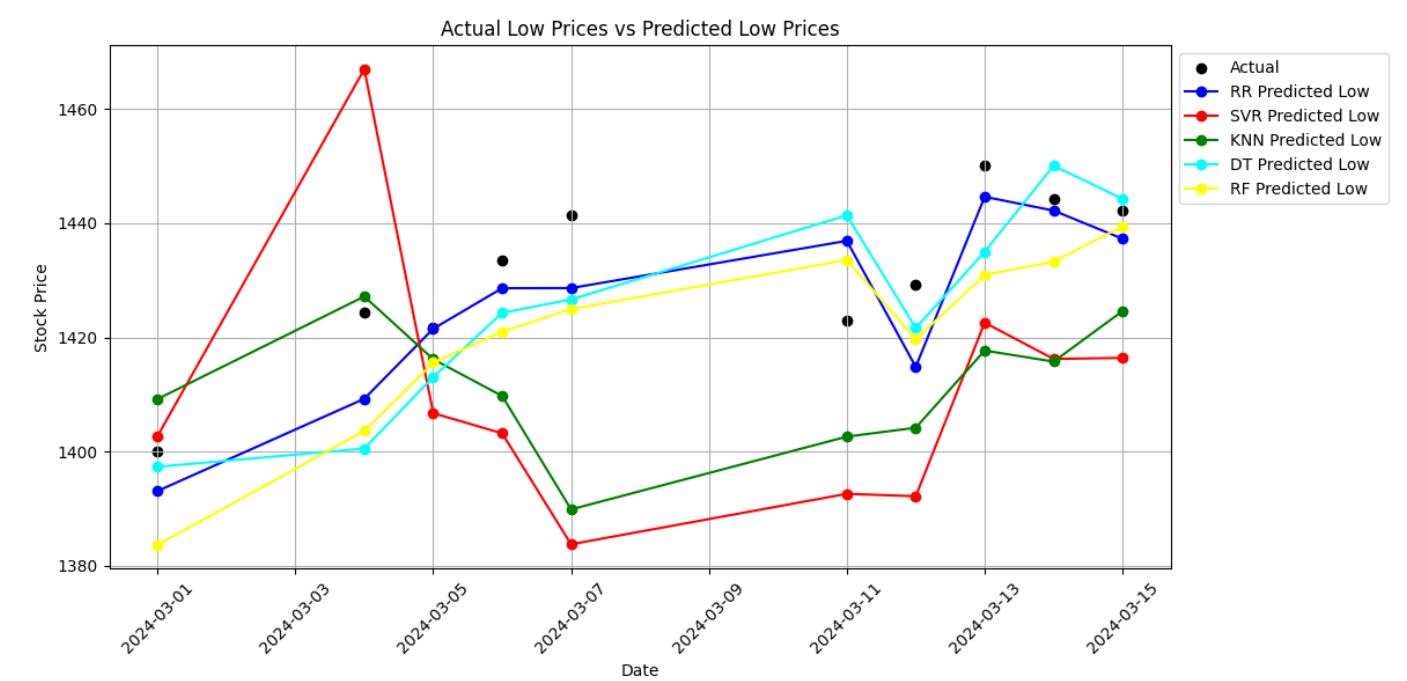 Actual Low Prices vs Predicted Low Prices
Actual
RR Predicted Low
SVR Predicted Low
KNN Predicted Low
DT Predicted Low
RF Predicted Low
Stock Price
1460
1440
1420
1400
1380
2024-03-01
2024-03-03
2024-03-05
2024-03-07
2024-03-09
2024-03-11
2024-03-13
2024-03-15
Date